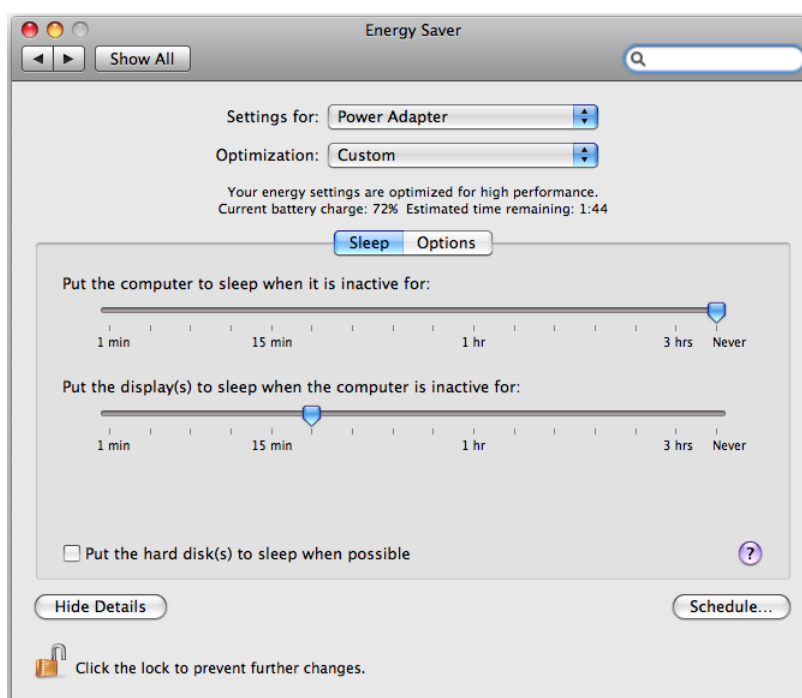 Energy Saver
Show All
Settings for: Power Adapter
Optimization: Custom
Your energy settings are optimized for high performance.
Current battery charge: 72% Estimated time remaining: 1:44
Sleep Options
Put the computer to sleep when it is inactive for:
1 min 15 min 1 hr 3 hrs Never
Put the display(s) to sleep when the computer is inactive for:
1 min 15 min 1 hr 3 hrs Never
Put the hard disk(s) to sleep when possible ?
Hide Details Schedule...
Click the lock to prevent further changes.